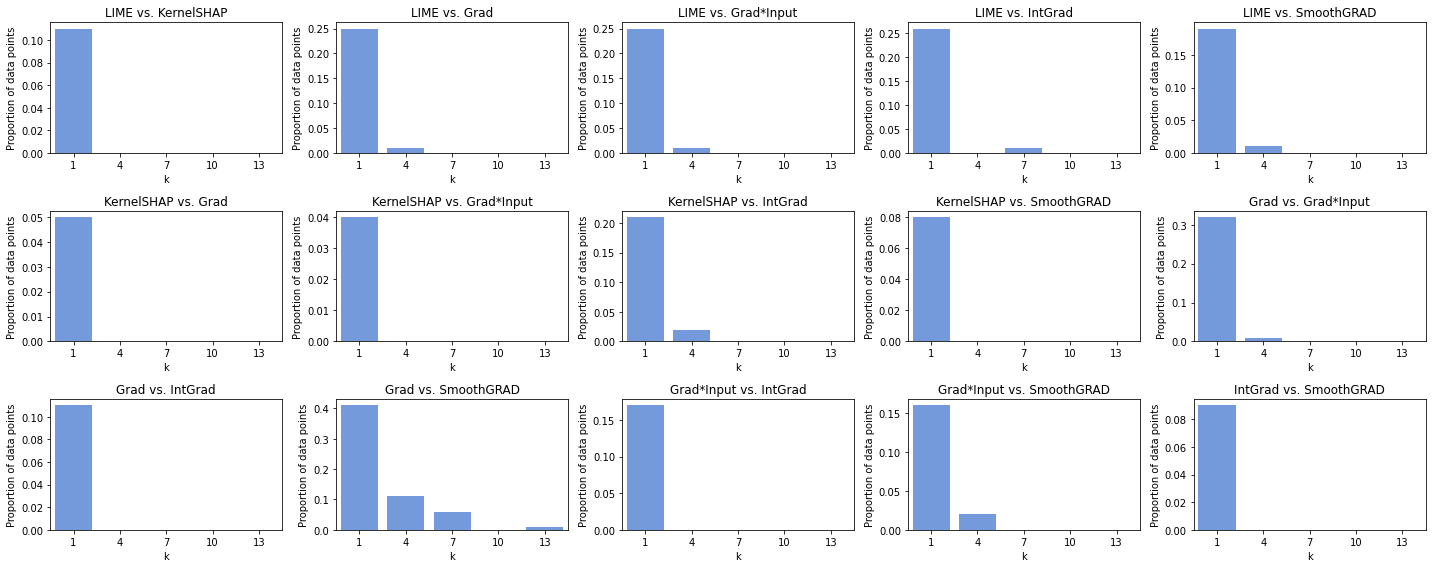 LIME vs. KernelSHAP
Proportion of data points
0.10
0.08
0.06
0.04
0.02
0.00
1 4 7 10 13
k
LIME vs. Grad
Proportion of data points
0.25
0.20
0.15
0.10
0.05
0.00
1 4 7 10 13
k
LIME vs. Grad*Input
Proportion of data points
0.25
0.20
0.15
0.10
0.05
0.00
1 4 7 10 13
k
LIME vs. IntGrad
Proportion of data points
0.25
0.20
0.15
0.10
0.05
0.00
1 4 7 10 13
k
LIME vs. SmoothGRAD
Proportion of data points
0.15
0.10
0.05
0.00
1 4 7 10 13
k
KernelSHAP vs. Grad
Proportion of data points
0.05
0.04
0.03
0.02
0.01
0.00
1 4 7 10 13
k
KernelSHAP vs. Grad*Input
Proportion of data points
0.04
0.03
0.02
0.01
0.00
1 4 7 10 13
k
KernelSHAP vs. IntGrad
Proportion of data points
0.20
0.15
0.10
0.05
0.00
1 4 7 10 13
k
KernelSHAP vs. SmoothGRAD
Proportion of data points
0.08
0.06
0.04
0.02
0.00
1 4 7 10 13
k
Grad vs. Grad*Input
Proportion of data points
0.3
0.2
0.1
0.0
1 4 7 10 13
k
Grad vs. IntGrad
Proportion of data points
0.10
0.08
0.06
0.04
0.02
0.00
1 4 7 10 13
k
Grad vs. SmoothGRAD
Proportion of data points
0.4
0.3
0.2
0.1
0.0
1 4 7 10 13
k
Grad*Input vs. IntGrad
Proportion of data points
0.15
0.10
0.05
0.00
1 4 7 10 13
k
Grad*Input vs. SmoothGRAD
Proportion of data points
0.15
0.10
0.05
0.00
1 4 7 10 13
k
IntGrad vs. SmoothGRAD
Proportion of data points
0.08
0.06
0.04
0.02
0.00
1 4 7 10 13
k